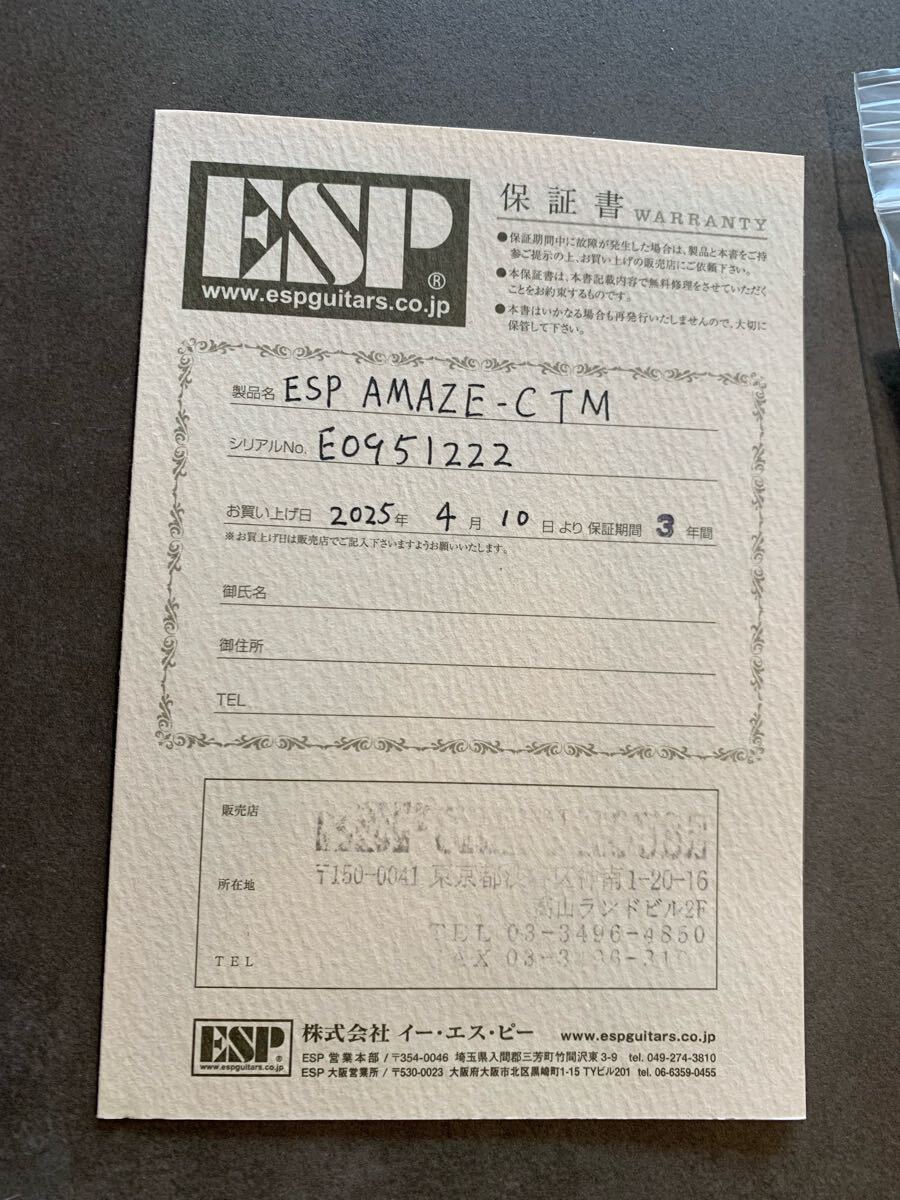 ESP®
www.espguitars.co.jp
保証書 WARRANTY
●保証期間中に故障が発生した場合は、製品と本書をご持
参ご提示の上、お買い上げの販売店にご依頼下さい。
●本保証書は、本書記載内容で無料修理をさせていただく
ことをお約束するものです。
●本書はいかなる場合も再発行いたしませんので、大切に
保管して下さい。
製品名 ESP AMAZE-CTM
シリアルNo. E0951222
お買い上げ日 2025年 4月 10日より 保証期間 3年間
※お買上げ日は販売店でご記入下さいますようお願いいたします。
御氏名
御住所
TEL
販売店
所在地 〒150-0041 東京都渋谷区神南1-20-16
高山ランドビル2F
TEL 03-3496-4850
TEL
ESP®
www.espguitars.co.jp
株式会社 イー・エス・ピー www.espguitars.co.jp
ESP 営業本部 / 〒354-0046 埼玉県入間郡三芳町竹間沢東 3-9 tel. 049-274-3810
ESP 大阪営業所 / 〒530-0023 大阪府大阪市北区黒崎町1-15 TYビル201 tel. 06-6359-0455